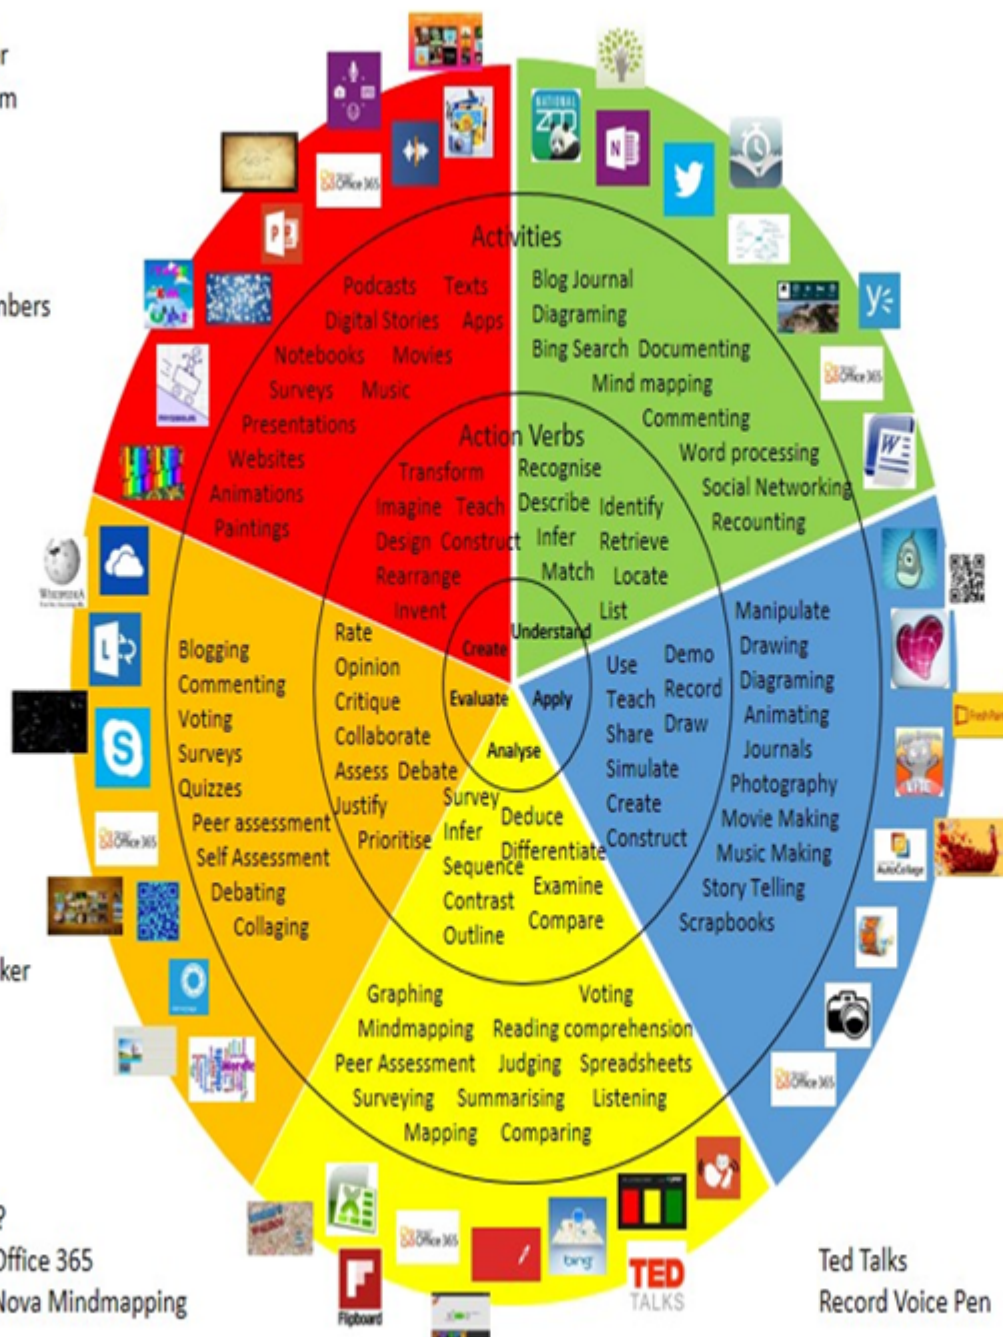 r
m
nbers
ker
?
Office 365
Nova Mindmapping
Ted Talks
Record Voice Pen
Activities
Podcasts Texts
Digital Stories Apps
Notebooks Movies
Surveys Music
Presentations
Websites
Animations
Paintings
Blog Journal
Diagraming
Bing Search Documenting
Mind mapping
Commenting
Word processing
Social Networking
Recounting
Action Verbs
Transform
Imagine Teach
Design Construct
Rearrange
Invent
Create
Recognise
Describe Identify
Infer Retrieve
Match Locate
List
Understand
Evaluate
Apply
Analyse
Rate
Opinion
Critique
Collaborate
Assess Debate
Justify
Prioritise
Blogging
Commenting
Voting
Surveys
Quizzes
Peer assessment
Self Assessment
Debating
Collaging
Use Demo
Teach Record
Share Draw
Simulate
Create
Construct
Manipulate
Drawing
Diagraming
Animating
Journals
Photography
Movie Making
Music Making
Story Telling
Scrapbooks
Survey Deduce
Infer Differentiate
Sequence Examine
Contrast Compare
Outline
Graphing Voting
Mindmapping Reading comprehension
Peer Assessment Judging Spreadsheets
Surveying Summarising Listening
Mapping Comparing
NATIONAL
ZOO
N
Office 365
P
Office 365
W
WIKIPEDIA
L
S
Office 365
Wordle
AutoCollage
Office 365
X
Office 365
Flipboard
bing
TED
TALKS